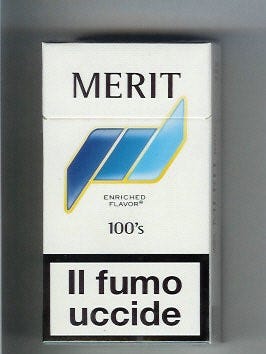 MERIT
ENRICHED
FLAVOR®
100's
Il fumo
uccide